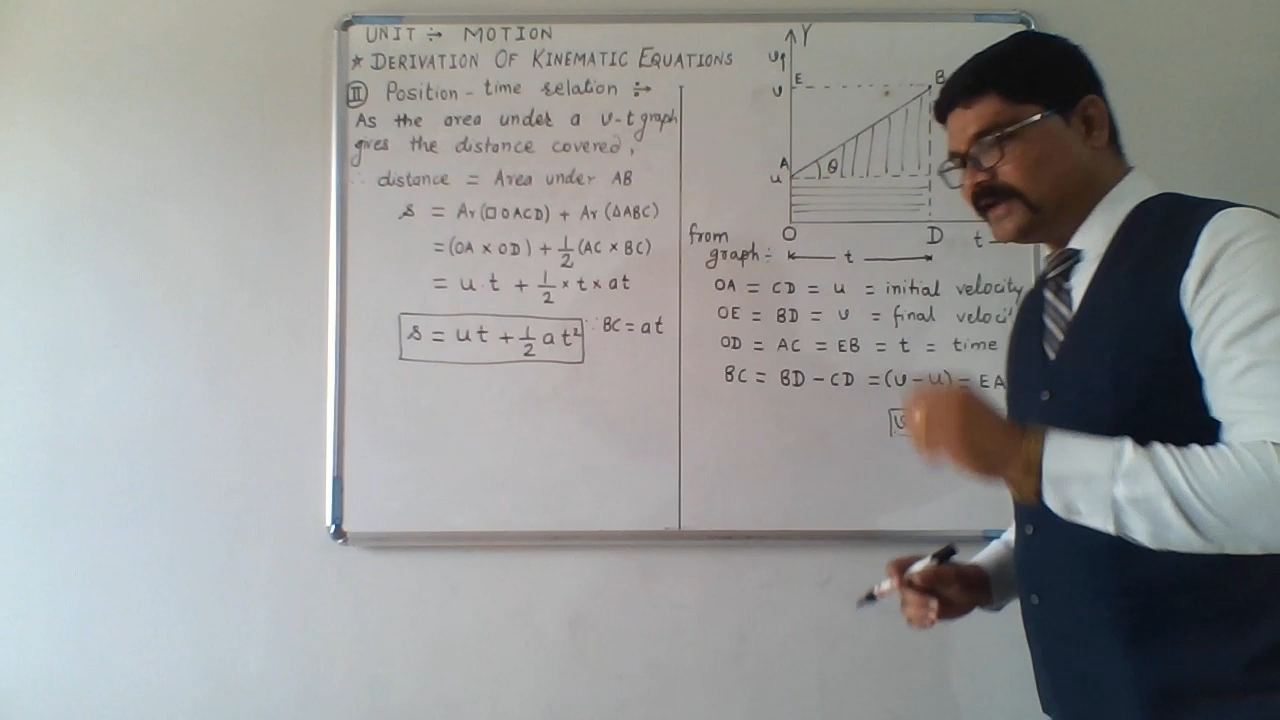 UNIT ÷ MOTION
* DERIVATION OF KINEMATIC EQUATIONS
II Position - time relation ÷
As the area under a v-t graph
gives the distance covered,
∴ distance = Area under AB
s = Ar(□OACD) + Ar(ΔABC)
= (OA × OD) + 1/2 (AC × BC)
= u.t + 1/2 × t × at
s = ut + 1/2 at² ∵ BC = at
Y
v↑
E
B
v
A
θ
u
O
D
t
t
from
graph ÷
OA = CD = u = initial velocity
OE = BD = v = final
OD = AC = EB = t = time
BC = BD - CD = (v - u) = EA